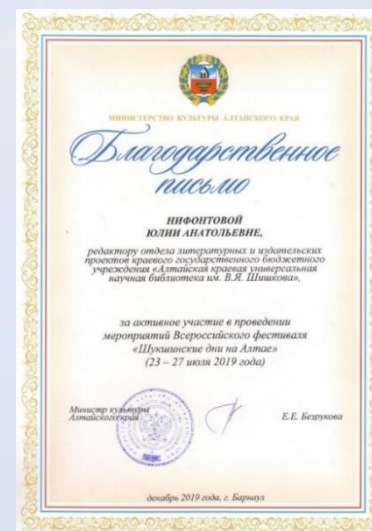 МИНИСТЕРСТВО КУЛЬТУРЫ АЛТАЙСКОГО КРАЯ
Благодарственное
письмо
НИФОНТОВОЙ
ЮЛИИ АНАТОЛЬЕВНЕ,
редактору отдела литературных и издательских
проектов краевого государственного бюджетного
учреждения «Алтайская краевая универсальная
научная библиотека им. В.Я. Шишкова»,
за активное участие в проведении
мероприятий Всероссийского фестиваля
«Шукшинские дни на Алтае»
(23 – 27 июля 2019 года)
Министр культуры
Алтайского края
Е.Е. Безрукова
декабрь 2019 года, г. Барнаул